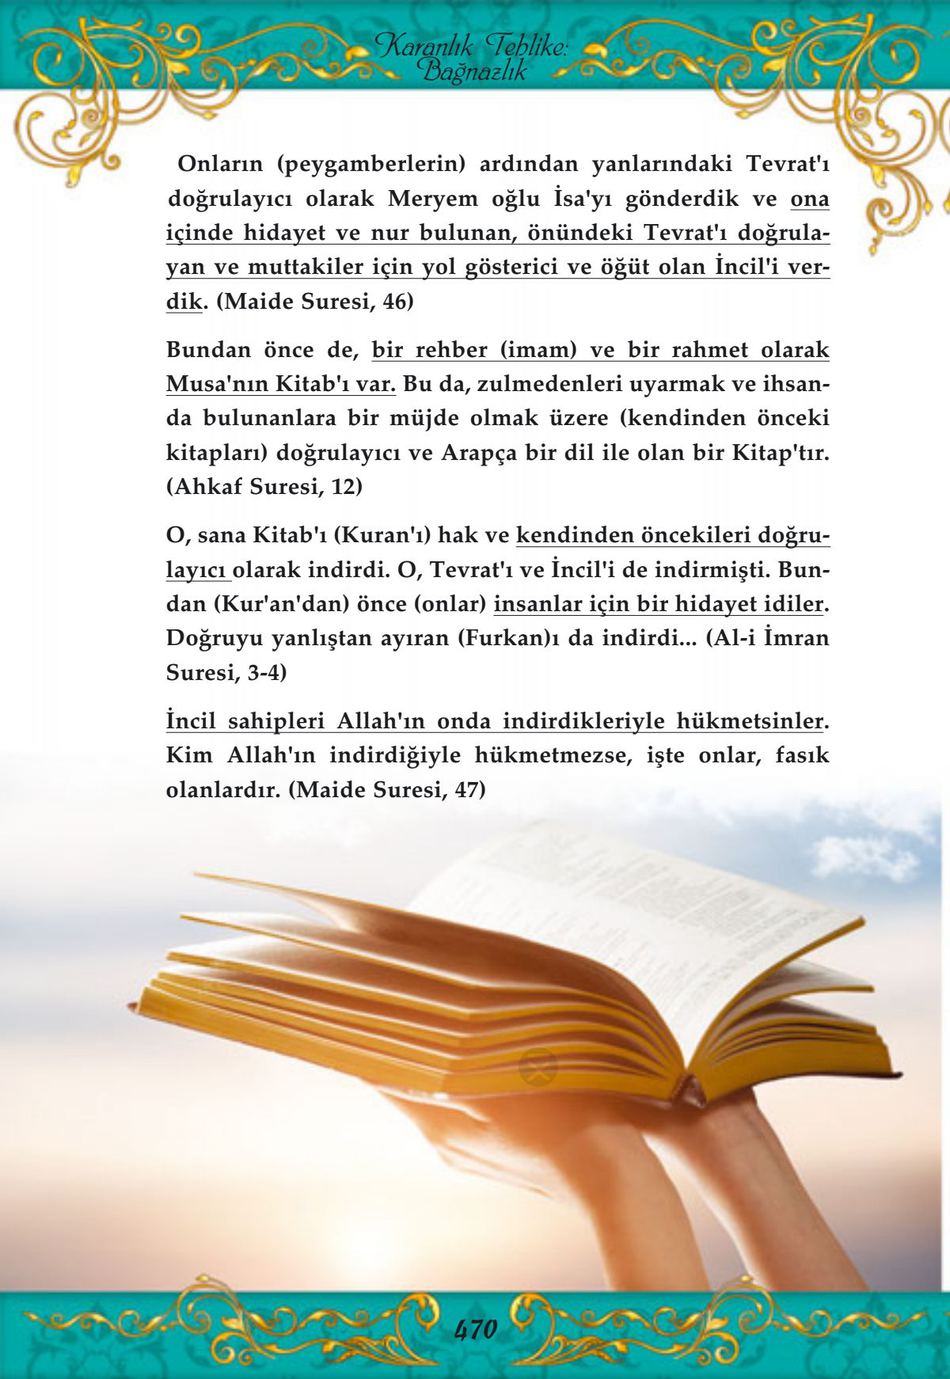 Karanlık Tehlike:
Bağnazlık
Onların (peygamberlerin) ardından yanlarındaki Tevrat'ı
doğrulayıcı olarak Meryem oğlu İsa'yı gönderdik ve ona
içinde hidayet ve nur bulunan, önündeki Tevrat'ı doğrula-
yan ve muttakiler için yol gösterici ve öğüt olan İncil'i ver-
dik. (Maide Suresi, 46)
Bundan önce de, bir rehber (imam) ve bir rahmet olarak
Musa'nın Kitab'ı var. Bu da, zulmedenleri uyarmak ve ihsan-
da bulunanlara bir müjde olmak üzere (kendinden önceki
kitapları) doğrulayıcı ve Arapça bir dil ile olan bir Kitap'tır.
(Ahkaf Suresi, 12)
O, sana Kitab'ı (Kuran'ı) hak ve kendinden öncekileri doğru-
layıcı olarak indirdi. O, Tevrat'ı ve İncil'i de indirmişti. Bun-
dan (Kur'an'dan) önce (onlar) insanlar için bir hidayet idiler.
Doğruyu yanlıştan ayıran (Furkan)ı da indirdi... (Al-i İmran
Suresi, 3-4)
İncil sahipleri Allah'ın onda indirdikleriyle hükmetsinler.
Kim Allah'ın indirdiğiyle hükmetmezse, işte onlar, fasık
olanlardır. (Maide Suresi, 47)
470